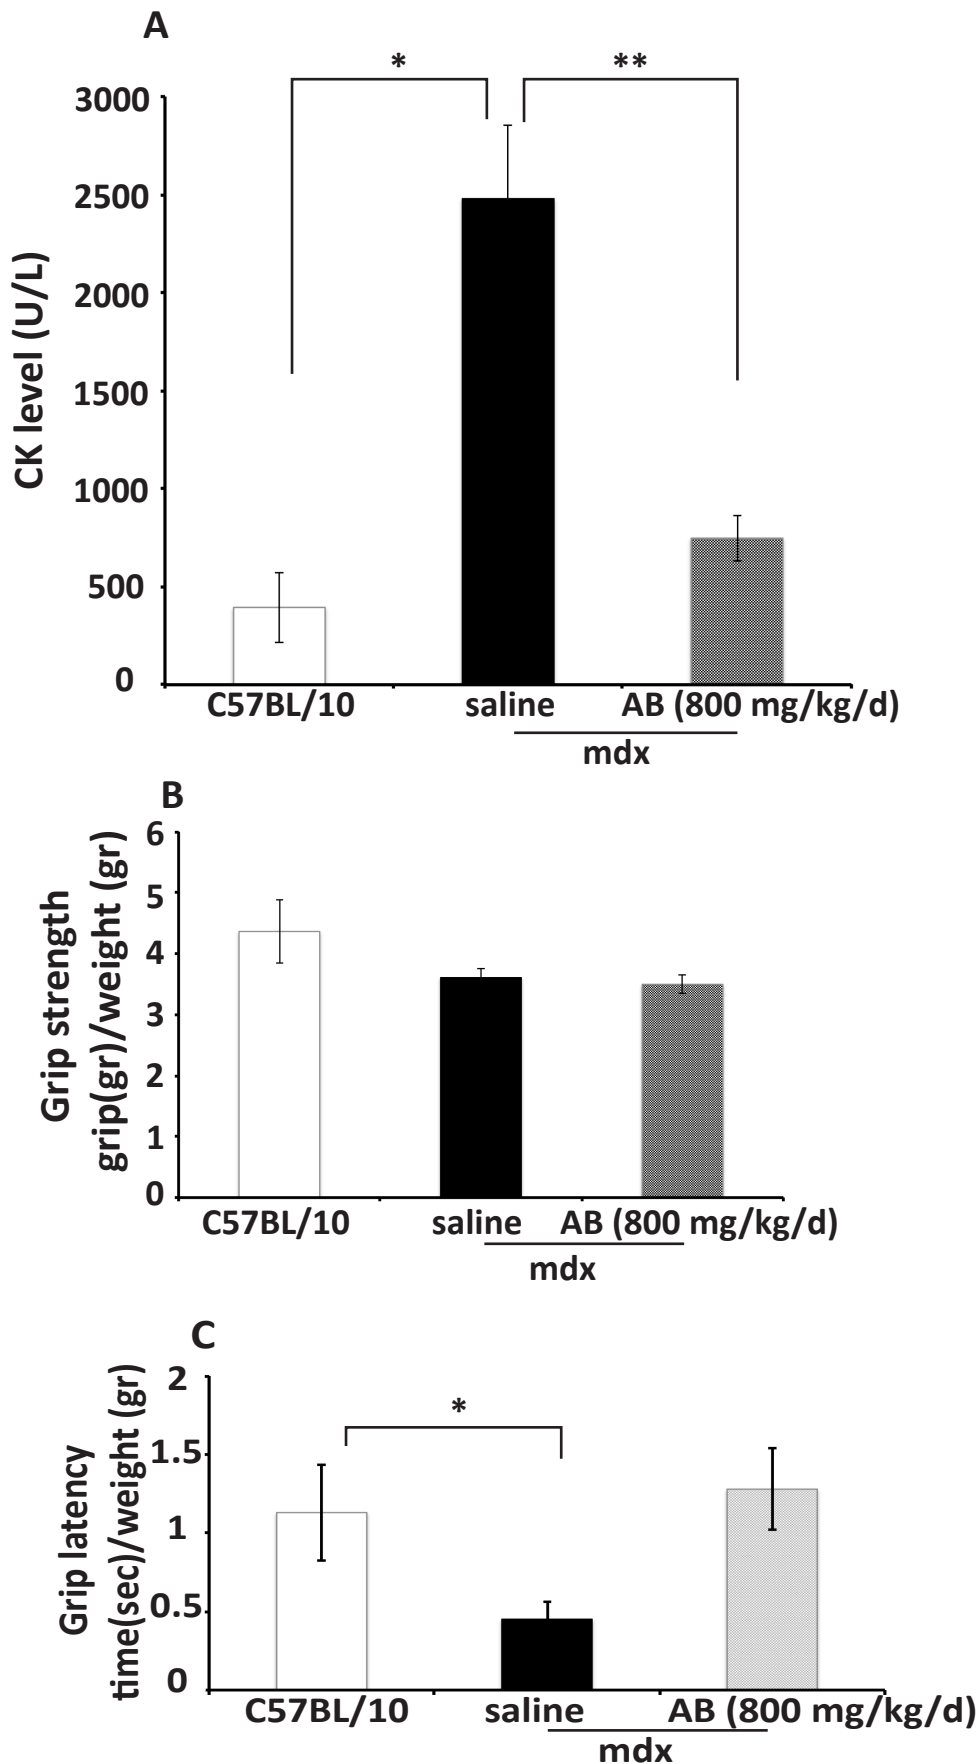 A
*
**
3000
2500
2000
1500
1000
500
0
CK level (U/L)
C57BL/10
saline
AB (800 mg/kg/d)
mdx
B
6
5
4
3
2
1
0
Grip strength
grip(gr)/weight (gr)
C57BL/10
saline
AB (800 mg/kg/d)
mdx
C
*
2
1.5
1
0.5
0
Grip latency
time(sec)/weight (gr)
C57BL/10
saline
AB (800 mg/kg/d)
mdx